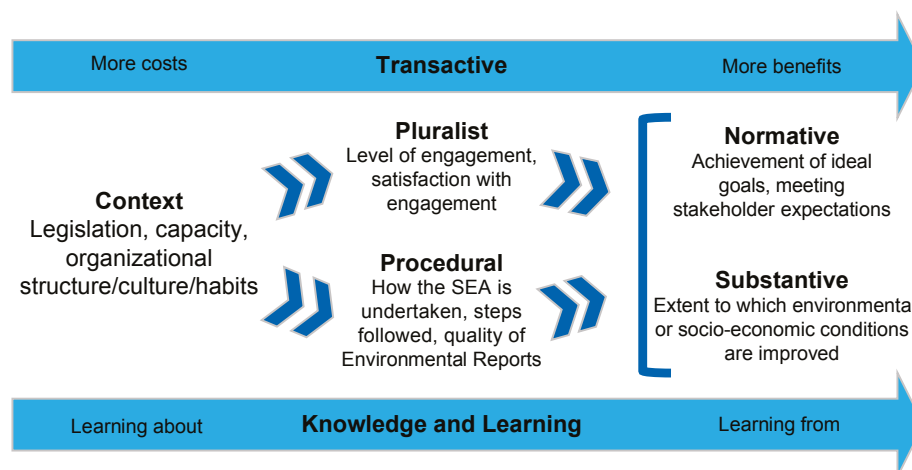 More costs
Transactive
More benefits
Pluralist
Level of engagement,
satisfaction with
engagement
Normative
Achievement of ideal
goals, meeting
stakeholder expectations
Context
Legislation, capacity,
organizational
structure/culture/habits
Procedural
How the SEA is
undertaken, steps
followed, quality of
Environmental Reports
Substantive
Extent to which environmenta
or socio-economic conditions
are improved
Learning about
Knowledge and Learning
Learning from